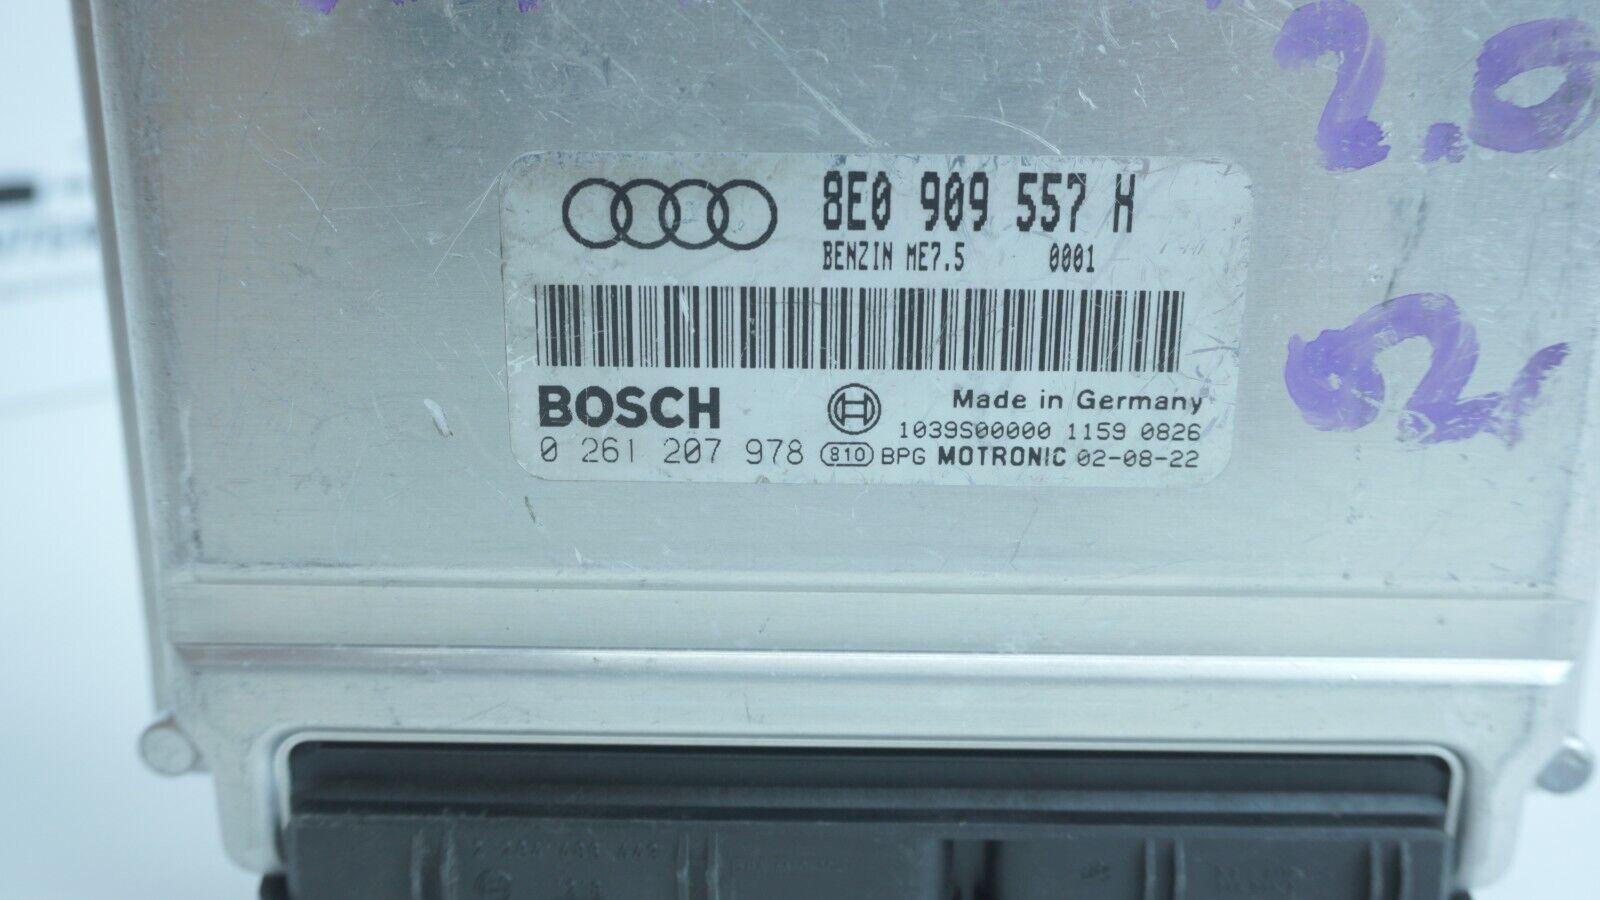 2.0
8E0 909 557 H
BENZIN ME7.5 0001
BOSCH
Made in Germany
1039S00000 1159 0826
0 261 207 978 810 BPG MOTRONIC 02-08-22